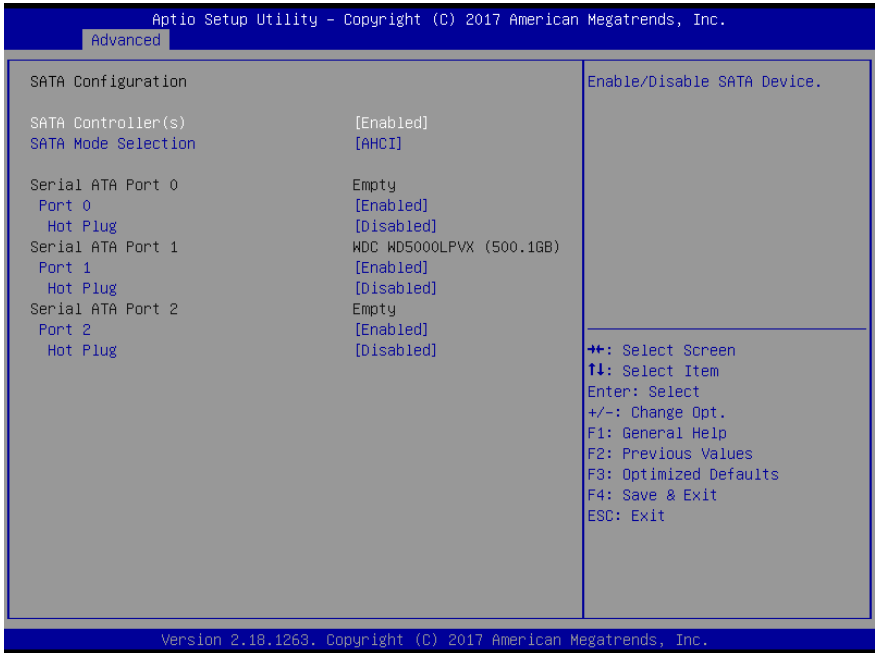 Aptio Setup Utility – Copyright (C) 2017 American Megatrends, Inc.
Advanced
SATA Configuration
SATA Controller(s) [Enabled]
SATA Mode Selection [AHCI]
Serial ATA Port 0 Empty
Port 0 [Enabled]
Hot Plug [Disabled]
Serial ATA Port 1 WDC WD5000LPVX (500.1GB)
Port 1 [Enabled]
Hot Plug [Disabled]
Serial ATA Port 2 Empty
Port 2 [Enabled]
Hot Plug [Disabled]
Enable/Disable SATA Device.
→←: Select Screen
↑↓: Select Item
Enter: Select
+/-: Change Opt.
F1: General Help
F2: Previous Values
F3: Optimized Defaults
F4: Save & Exit
ESC: Exit
Version 2.18.1263. Copyright (C) 2017 American Megatrends, Inc.